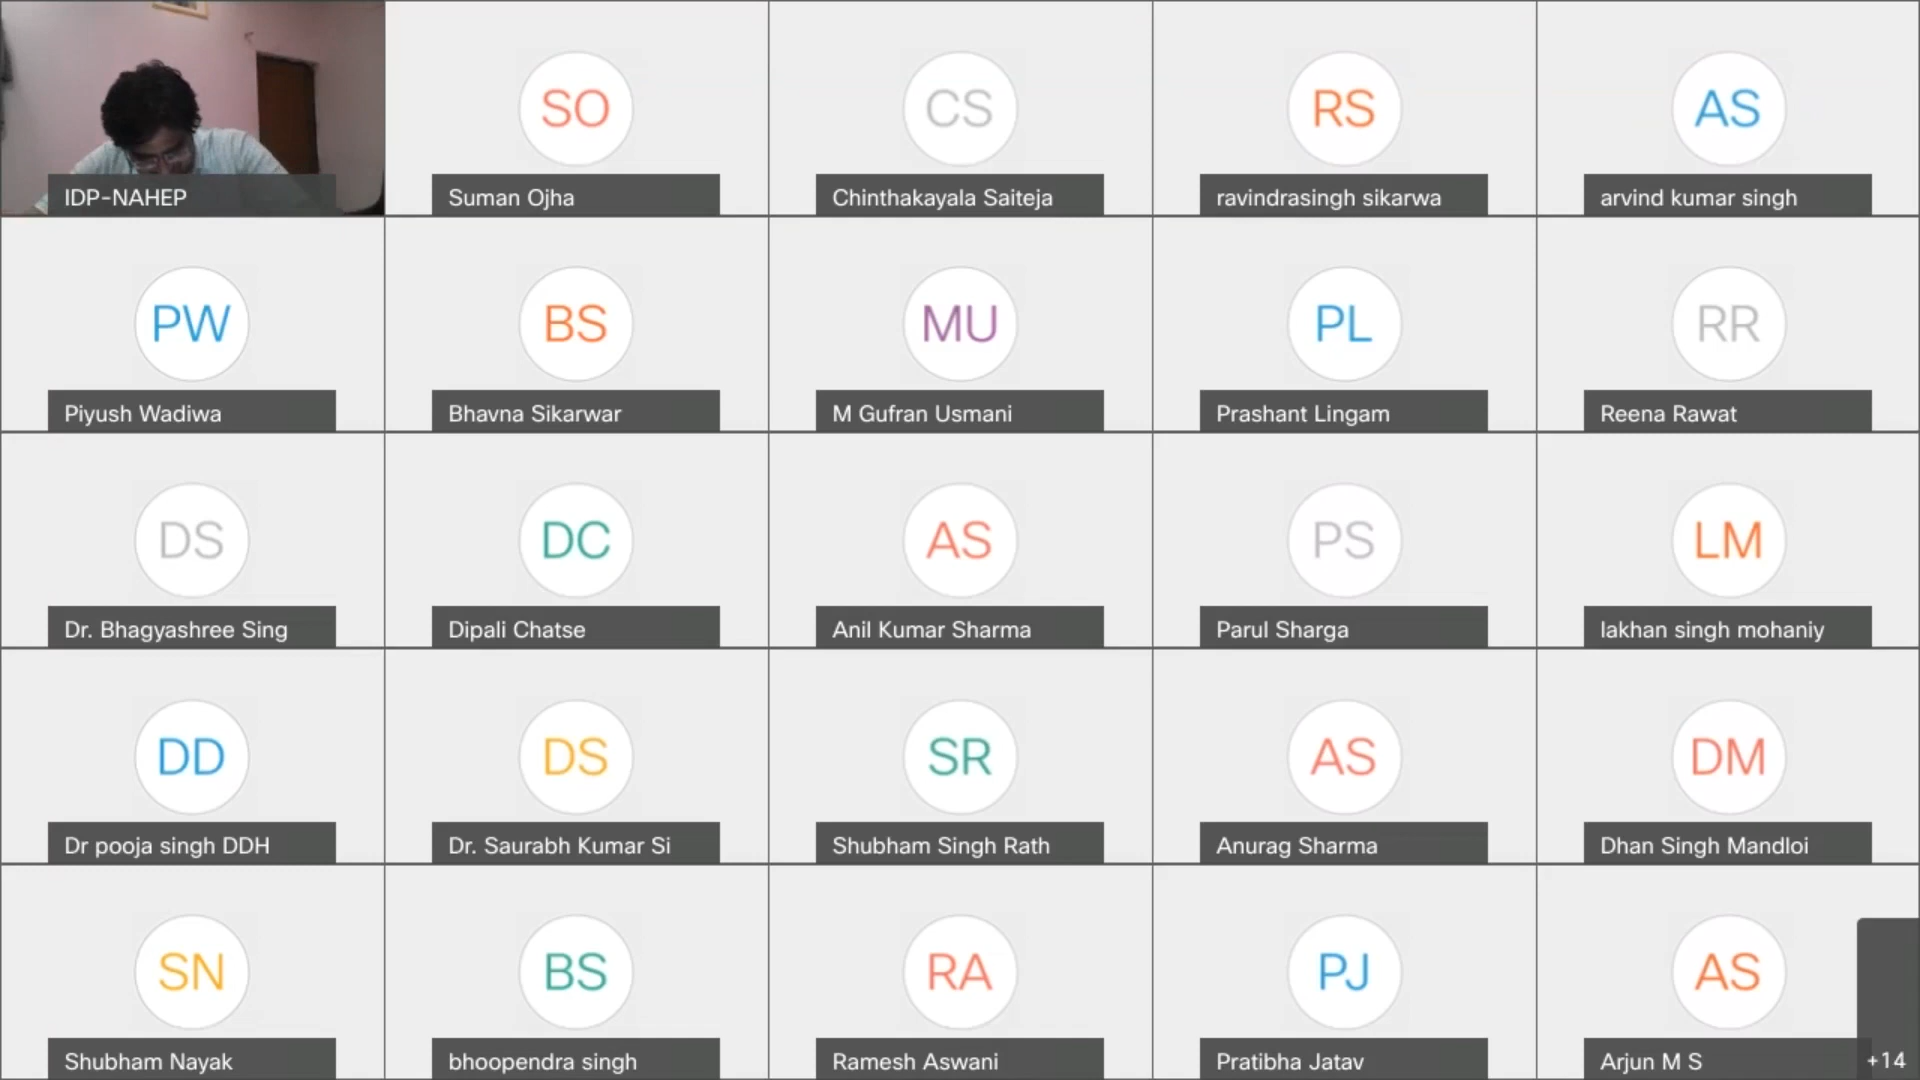 IDP-NAHEP
SO
Suman Ojha
CS
Chinthakayala Saiteja
RS
ravindrasingh sikarwa
AS
arvind kumar singh
PW
Piyush Wadiwa
BS
Bhavna Sikarwar
MU
M Gufran Usmani
PL
Prashant Lingam
RR
Reena Rawat
DS
Dr. Bhagyashree Sing
DC
Dipali Chatse
AS
Anil Kumar Sharma
PS
Parul Sharga
LM
lakhan singh mohaniy
DD
Dr pooja singh DDH
DS
Dr. Saurabh Kumar Si
SR
Shubham Singh Rath
AS
Anurag Sharma
DM
Dhan Singh Mandloi
SN
Shubham Nayak
BS
bhoopendra singh
RA
Ramesh Aswani
PJ
Pratibha Jatav
AS
Arjun M S
+14